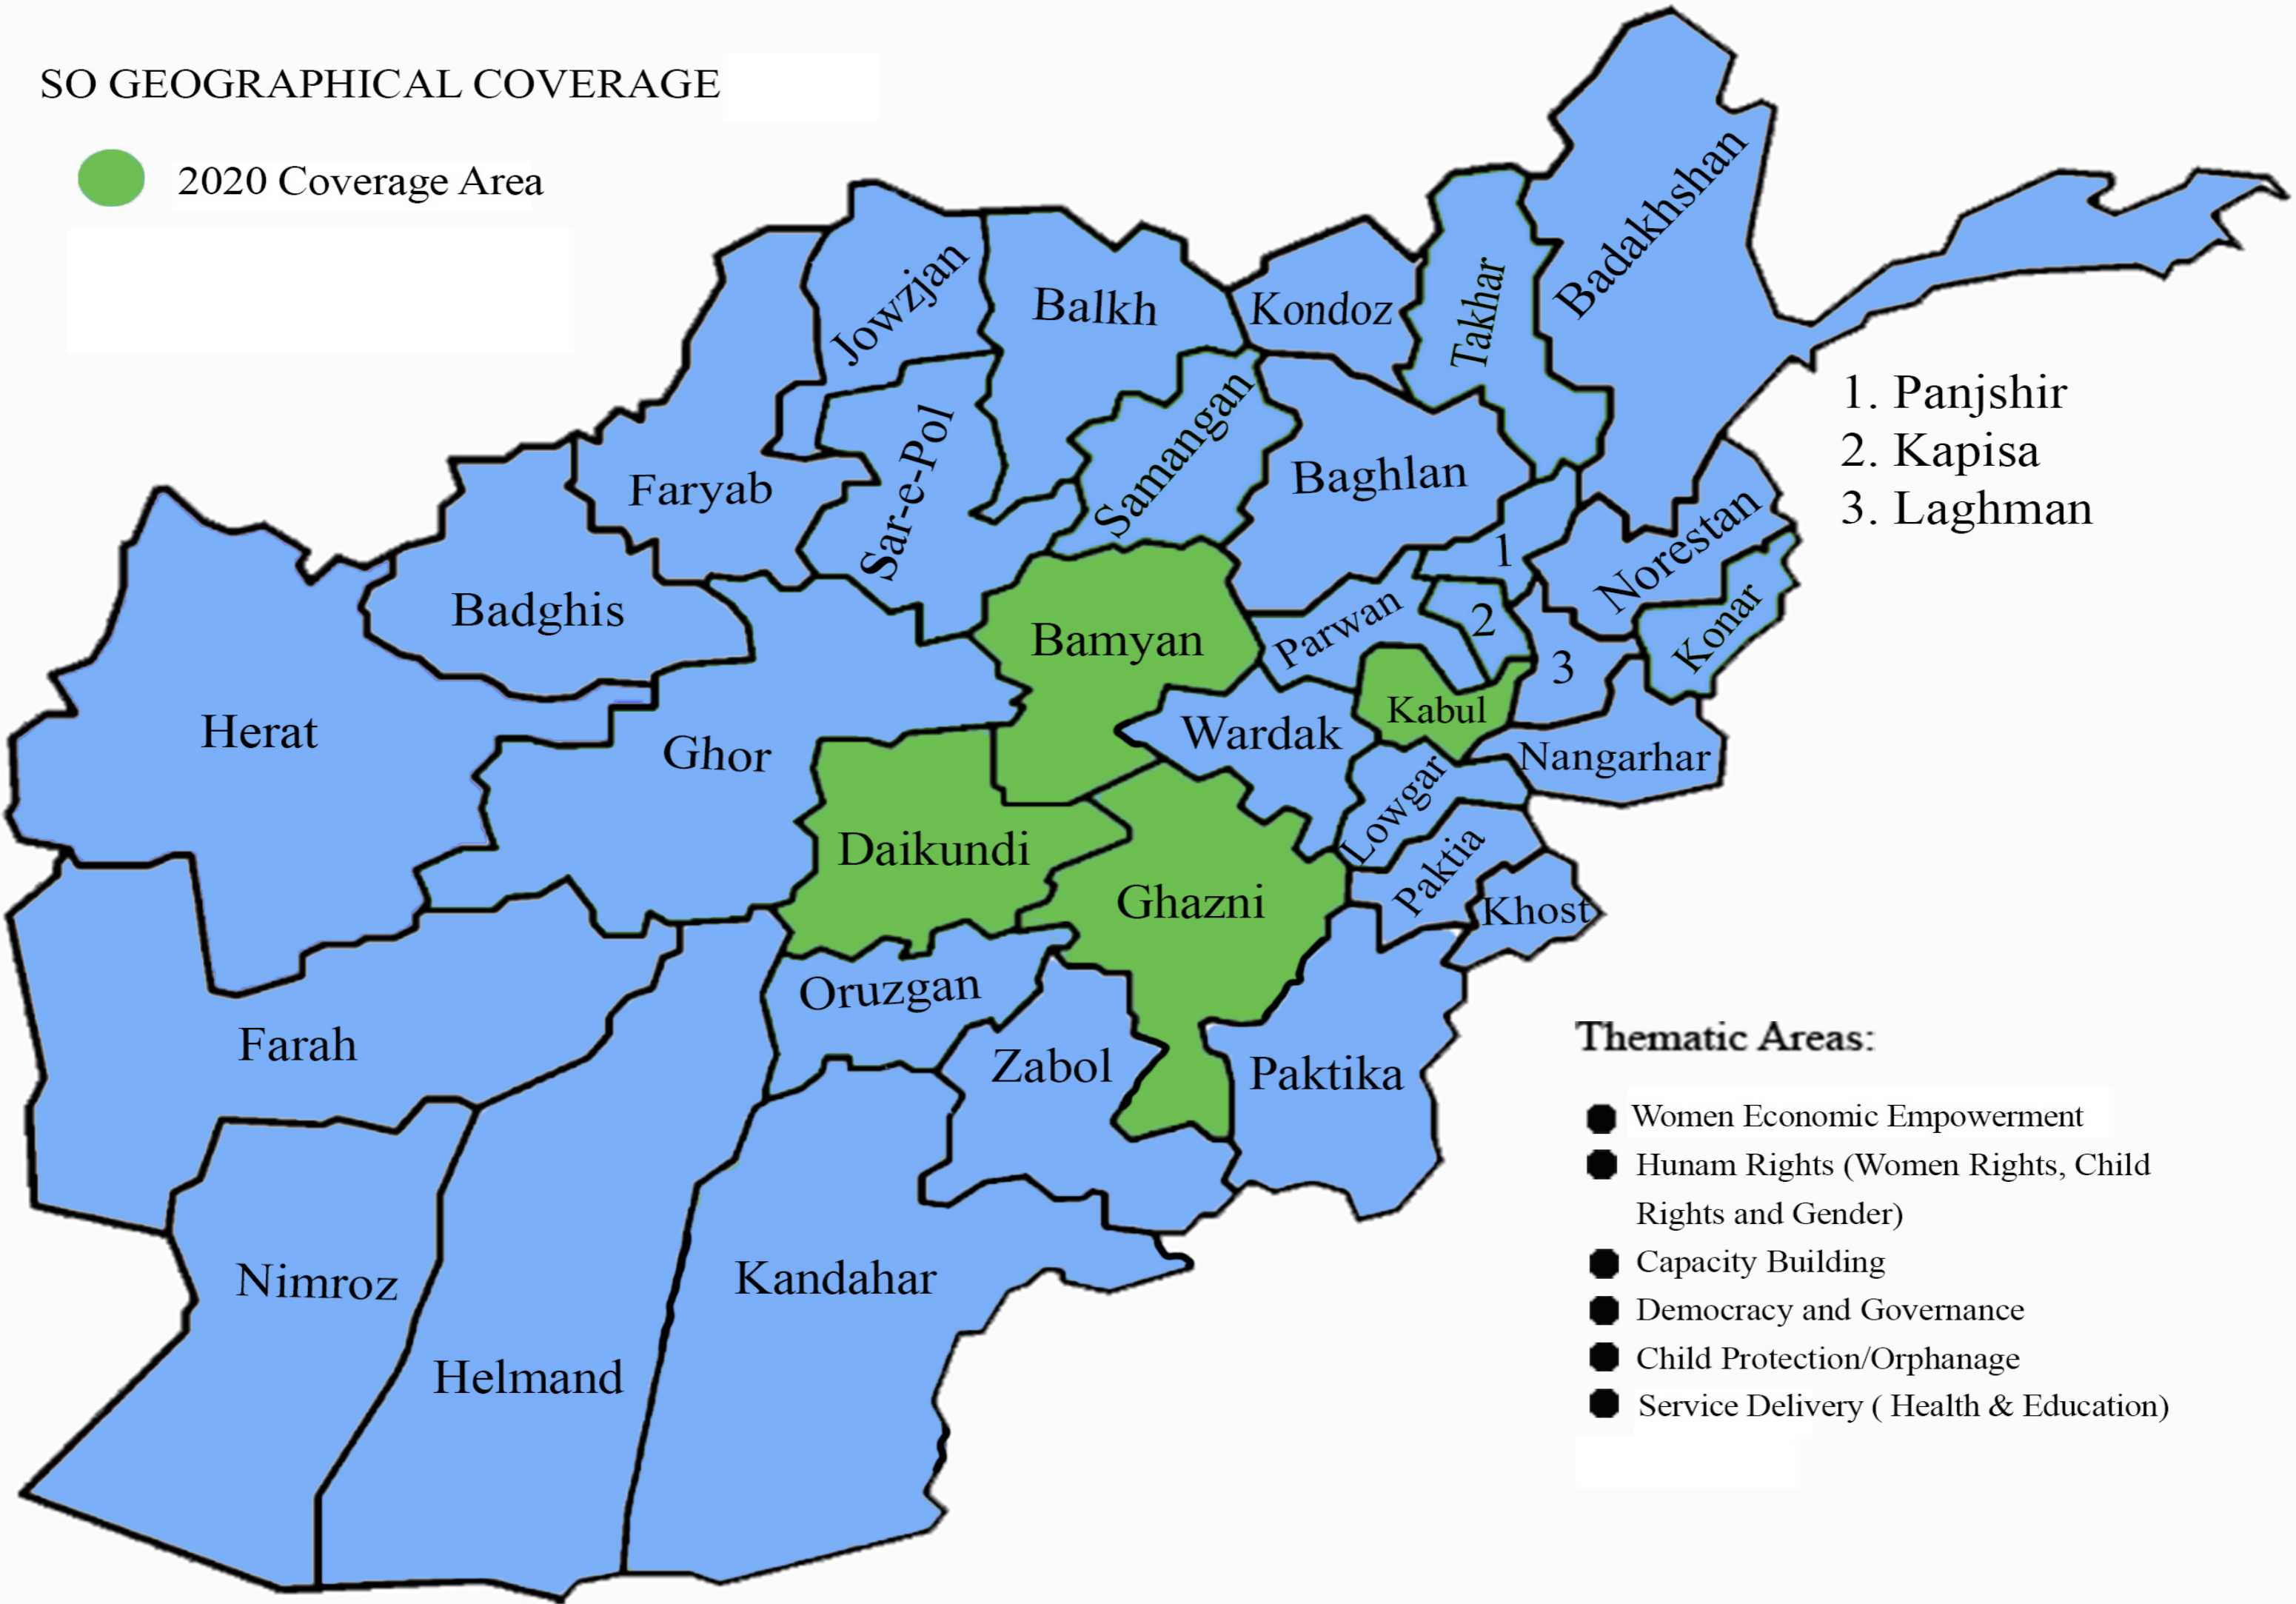 SO GEOGRAPHICAL COVERAGE
2020 Coverage Area
Badakhshan
Takhar
Jowzjan
Balkh
Kondoz
1. Panjshir
2. Kapisa
3. Laghman
Samangan
Sar-e-Pol
Faryab
Baghlan
Norestan
1
Badghis
Bamyan
Parwan
2
Konar
3
Herat
Ghor
Wardak
Kabul
Nangarhar
Lowgar
Daikundi
Ghazni
Paktia
Khost
Oruzgan
Farah
Zabol
Paktika
Nimroz
Kandahar
Helmand
Thematic Areas:
Women Economic Empowerment
Hunam Rights (Women Rights, Child
Rights and Gender)
Capacity Building
Democracy and Governance
Child Protection/Orphanage
Service Delivery ( Health & Education)